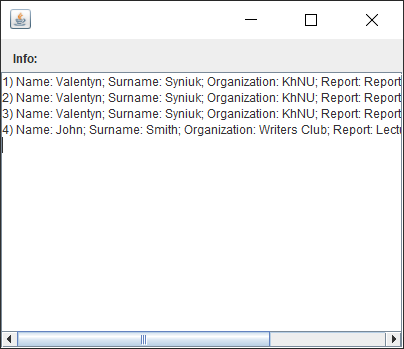 Info:
1) Name: Valentyn; Surname: Syniuk; Organization: KhNU; Report: Report
2) Name: Valentyn; Surname: Syniuk; Organization: KhNU; Report: Report
3) Name: Valentyn; Surname: Syniuk; Organization: KhNU; Report: Report
4) Name: John; Surname: Smith; Organization: Writers Club; Report: